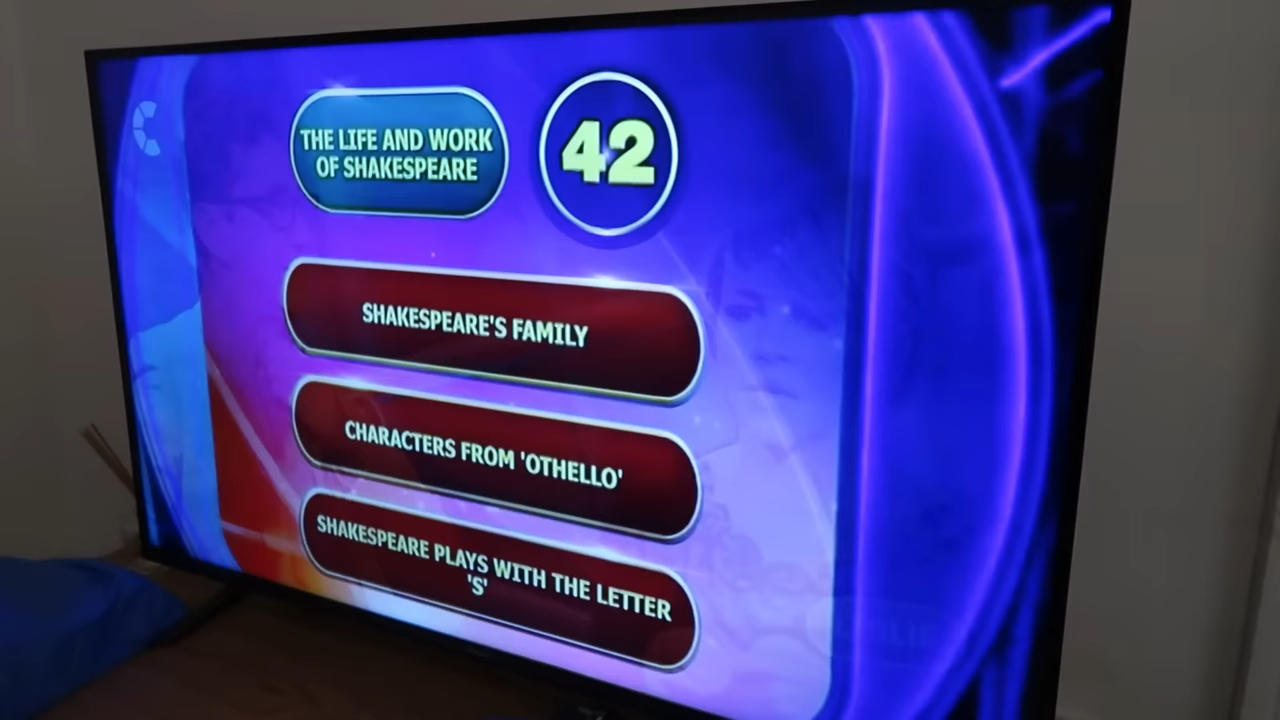 THE LIFE AND WORK
OF SHAKESPEARE
42
SHAKESPEARE'S FAMILY
CHARACTERS FROM 'OTHELLO'
SHAKESPEARE PLAYS WITH THE LETTER
'S'